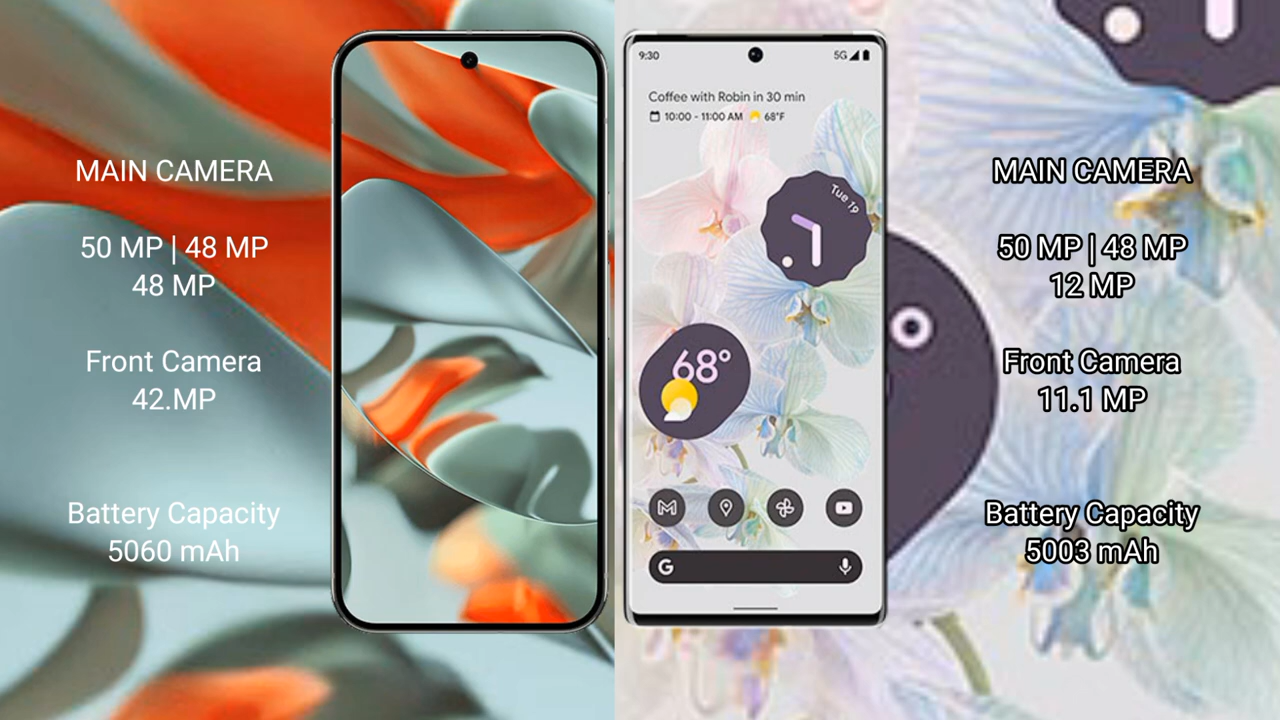 MAIN CAMERA
50 MP | 48 MP
48 MP
Front Camera
42.MP
Battery Capacity
5060 mAh
9:30
5G
Coffee with Robin in 30 min
10:00 - 11:00 AM 68°F
Tue 19
68°
G
MAIN CAMERA
50 MP | 48 MP
12 MP
Front Camera
11.1 MP
Battery Capacity
5003 mAh